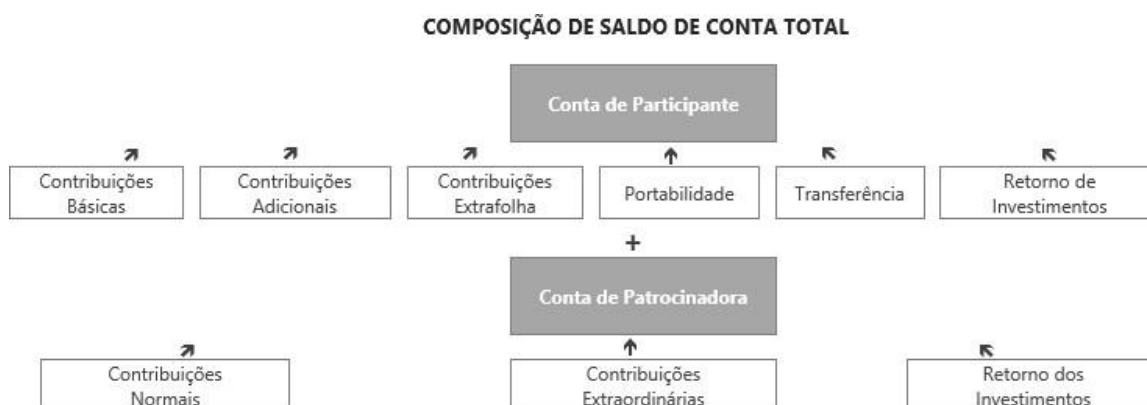 COMPOSIÇÃO DE SALDO DE CONTA TOTAL
Conta de Participante
Contribuições
Básicas
Contribuições
Adicionais
Contribuições
Extrafolha
Portabilidade
Transferência
Retorno de
Investimentos
+
Conta de Patrocinadora
Contribuições
Normais
Contribuições
Extraordinárias
Retorno dos
Investimentos